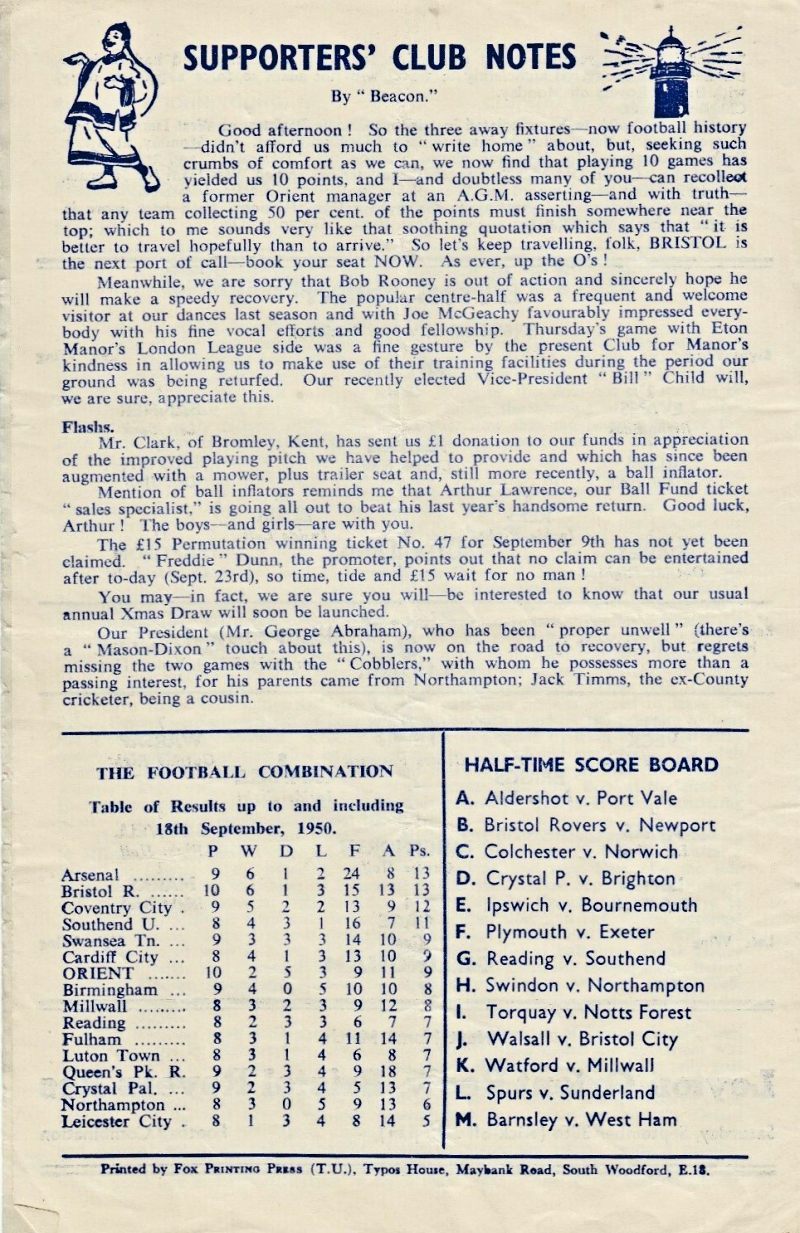 SUPPORTERS' CLUB NOTES
By " Beacon."
Good afternoon ! So the three away fixtures—now football history
—didn't afford us much to " write home " about, but, seeking such
crumbs of comfort as we can, we now find that playing 10 games has
yielded us 10 points, and I—and doubtless many of you—can recollect
a former Orient manager at an A.G.M. asserting—and with truth—
that any team collecting 50 per cent. of the points must finish somewhere near the
top; which to me sounds very like that soothing quotation which says that " it is
better to travel hopefully than to arrive." So let's keep travelling, folk, BRISTOL is
the next port of call—book your seat NOW. As ever, up the O's !
Meanwhile, we are sorry that Bob Rooney is out of action and sincerely hope he
will make a speedy recovery. The popular centre-half was a frequent and welcome
visitor at our dances last season and with Joe McGeachy favourably impressed every-
body with his fine vocal efforts and good fellowship. Thursday's game with Eton
Manor's London League side was a fine gesture by the present Club for Manor's
kindness in allowing us to make use of their training facilities during the period our
ground was being returfed. Our recently elected Vice-President " Bill " Child will,
we are sure, appreciate this.
Flashs.
Mr. Clark, of Bromley, Kent, has sent us £1 donation to our funds in appreciation
of the improved playing pitch we have helped to provide and which has since been
augmented with a mower, plus trailer seat and, still more recently, a ball inflator.
Mention of ball inflators reminds me that Arthur Lawrence, our Ball Fund ticket
" sales specialist," is going all out to beat his last year's handsome return. Good luck,
Arthur ! The boys—and girls—are with you.
The £15 Permutation winning ticket No. 47 for September 9th has not yet been
claimed. " Freddie " Dunn, the promoter, points out that no claim can be entertained
after to-day (Sept. 23rd), so time, tide and £15 wait for no man !
You may—in fact, we are sure you will—be interested to know that our usual
annual Xmas Draw will soon be launched.
Our President (Mr. George Abraham), who has been " proper unwell " (there's
a " Mason-Dixon " touch about this), is now on the road to recovery, but regrets
missing the two games with the " Cobblers," with whom he possesses more than a
passing interest, for his parents came from Northampton; Jack Timms, the ex-County
cricketer, being a cousin.
THE FOOTBALL COMBINATION
Table of Results up to and including
18th September, 1950.
P W D L F A Ps.
Arsenal ......... 9 6 1 2 24 8 13
Bristol R. ...... 10 6 1 3 15 13 13
Coventry City . 9 5 2 2 13 9 12
Southend U. ... 8 4 3 1 16 7 11
Swansea Tn. ... 9 3 3 3 14 10 9
Cardiff City ... 8 4 1 3 13 10 9
ORIENT ....... 10 2 5 3 9 11 9
Birmingham ... 9 4 0 5 10 10 8
Millwall ......... 8 3 2 3 9 12 8
Reading ......... 8 2 3 3 6 7 7
Fulham ......... 8 3 1 4 11 14 7
Luton Town ... 8 3 1 4 6 8 7
Queen's Pk. R. 9 2 3 4 9 18 7
Crystal Pal. ... 9 2 3 4 5 13 7
Northampton ... 8 3 0 5 9 13 6
Leicester City . 8 1 3 4 8 14 5
HALF-TIME SCORE BOARD
A. Aldershot v. Port Vale
B. Bristol Rovers v. Newport
C. Colchester v. Norwich
D. Crystal P. v. Brighton
E. Ipswich v. Bournemouth
F. Plymouth v. Exeter
G. Reading v. Southend
H. Swindon v. Northampton
I. Torquay v. Notts Forest
J. Walsall v. Bristol City
K. Watford v. Millwall
L. Spurs v. Sunderland
M. Barnsley v. West Ham
Printed by Fox Printing Press (T.U.), Typos House, Maybank Road, South Woodford, E.18.